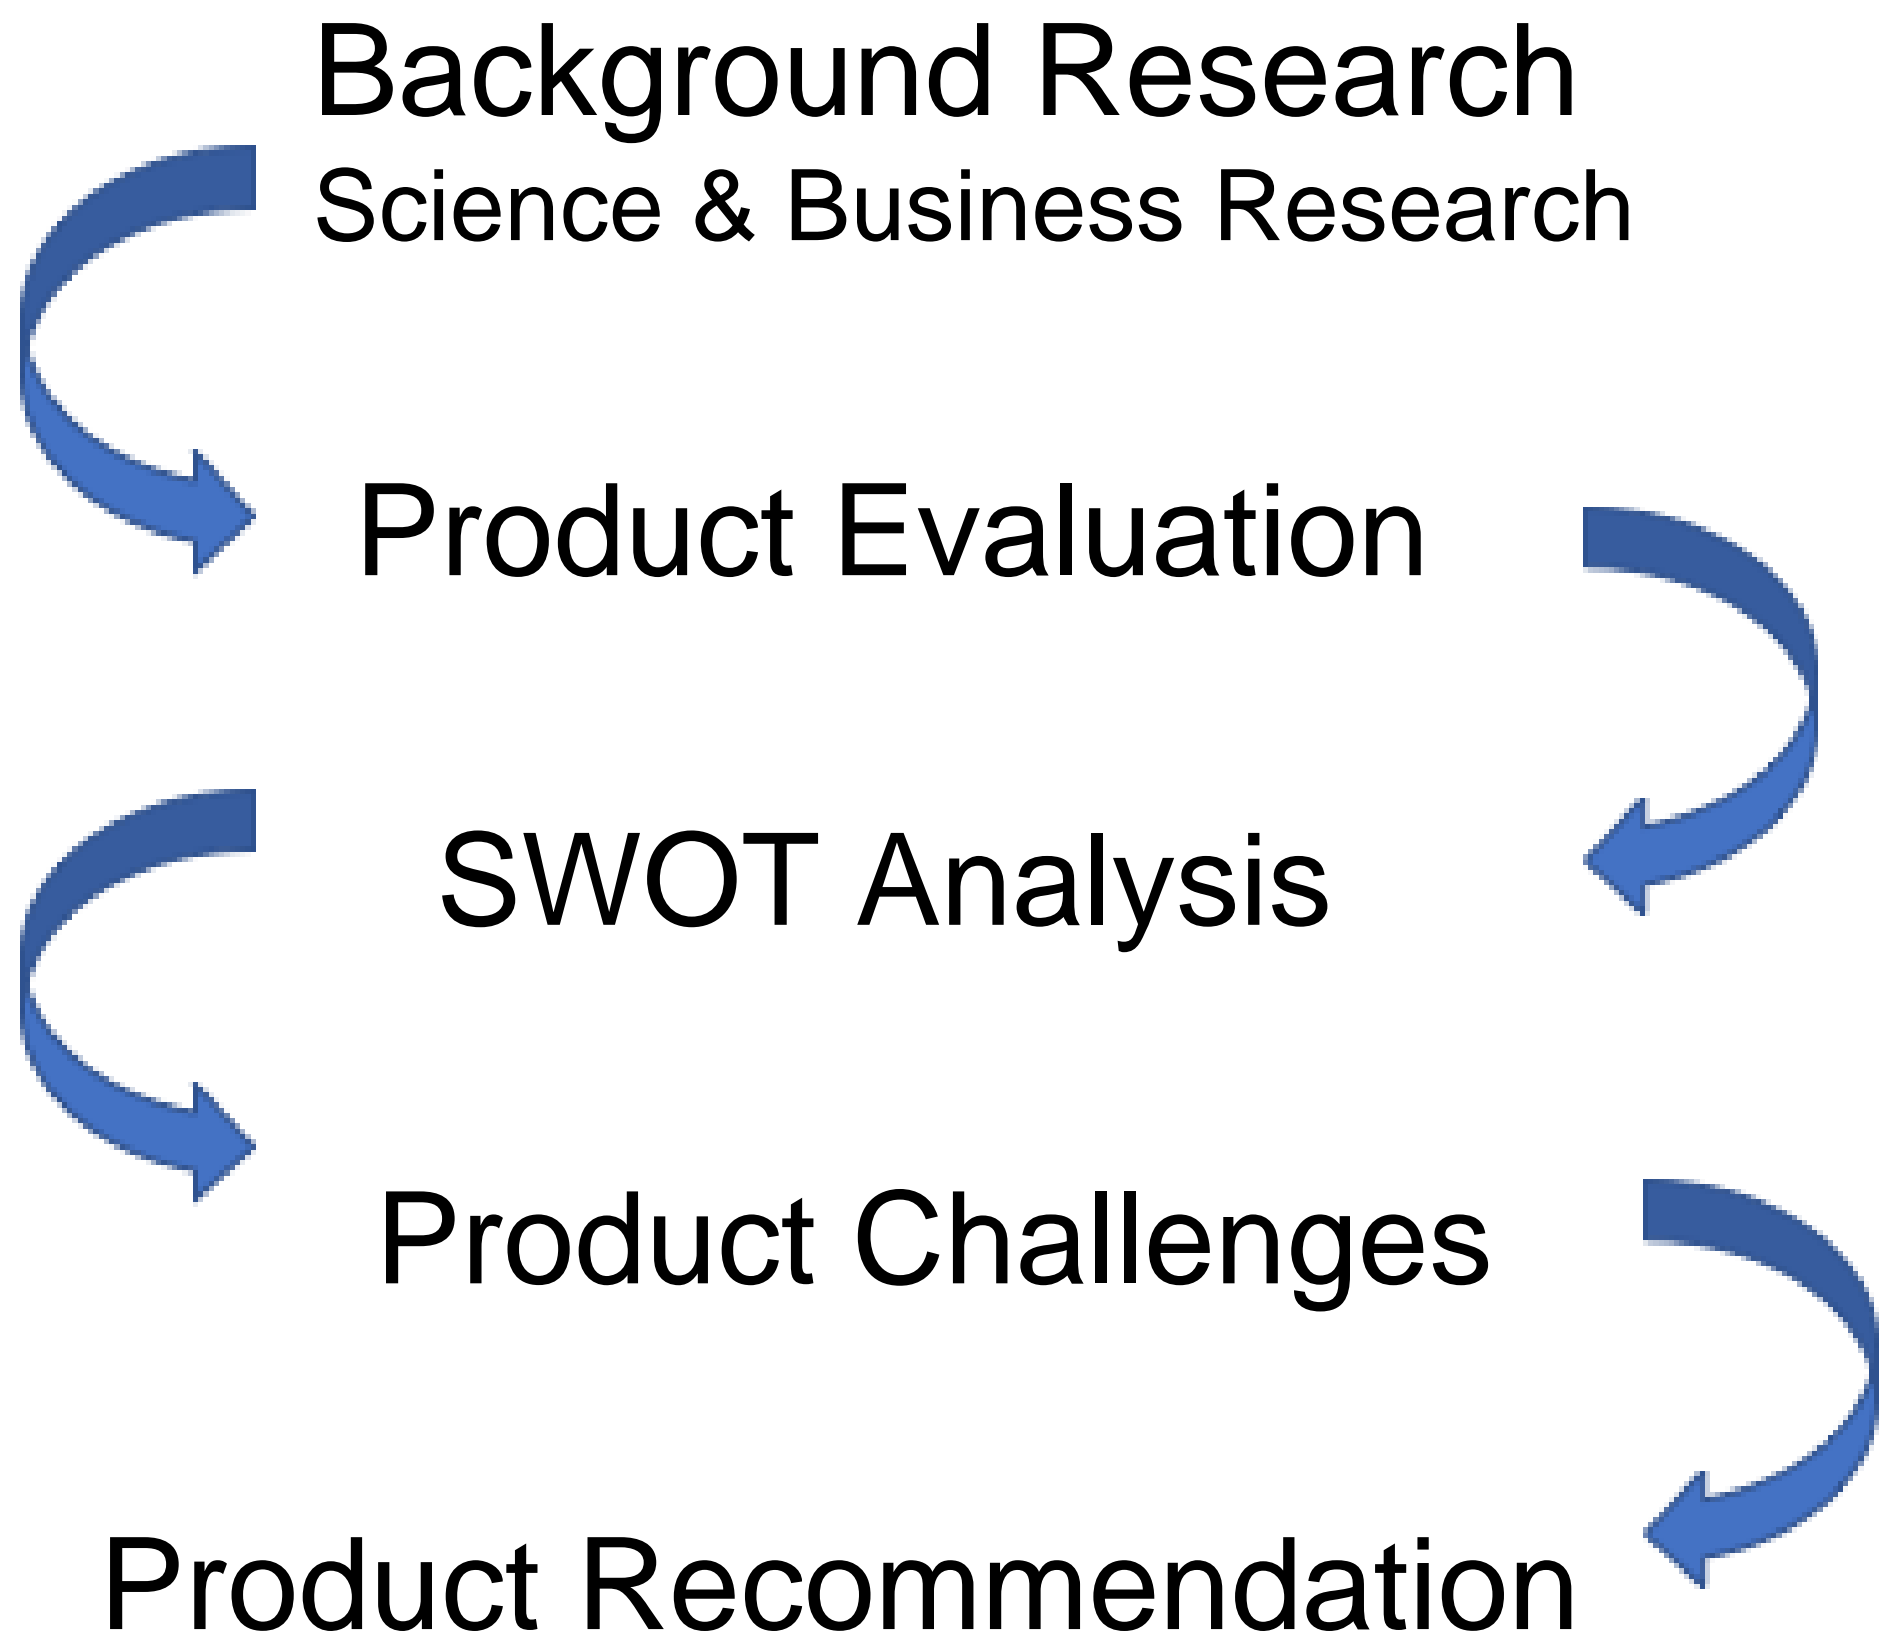 Background Research
Science & Business Research
Product Evaluation
SWOT Analysis
Product Challenges
Product Recommendation